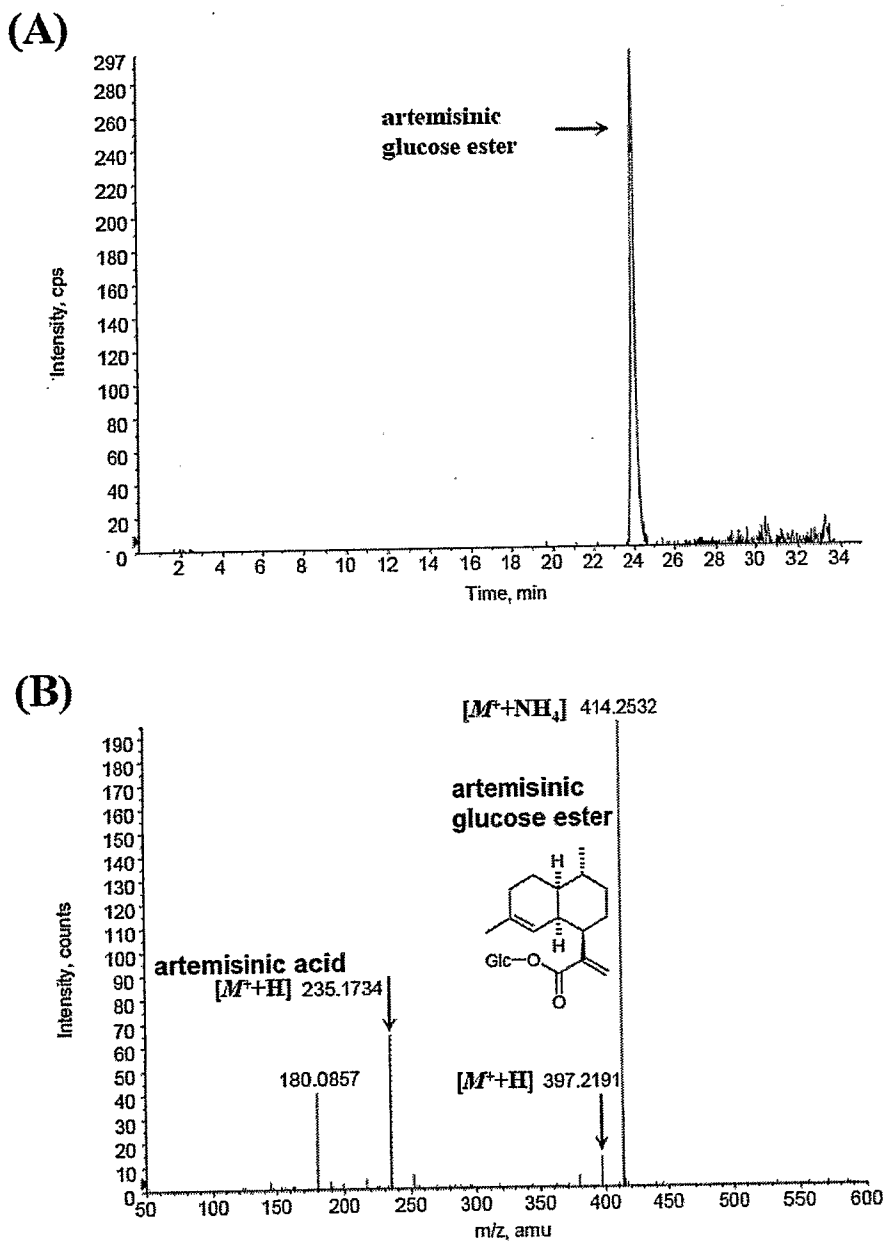 (A)
297
280
260
240
220
200
180
160
140
120
100
80
60
40
20
0
Intensity, cps
artemisinic
glucose ester
2 4 6 8 10 12 14 16 18 20 22 24 26 28 30 32 34
Time, min
(B)
[M⁺+NH₄] 414.2532
190
180
170
160
150
140
130
120
110
100
90
80
70
60
50
40
30
20
10
0
Intensity, counts
artemisinic
glucose ester
H
H
Glc-O
O
artemisinic acid
[M⁺+H] 235.1734
180.0857
[M⁺+H] 397.2191
50 100 150 200 250 300 350 400 450 500 550 600
m/z, amu